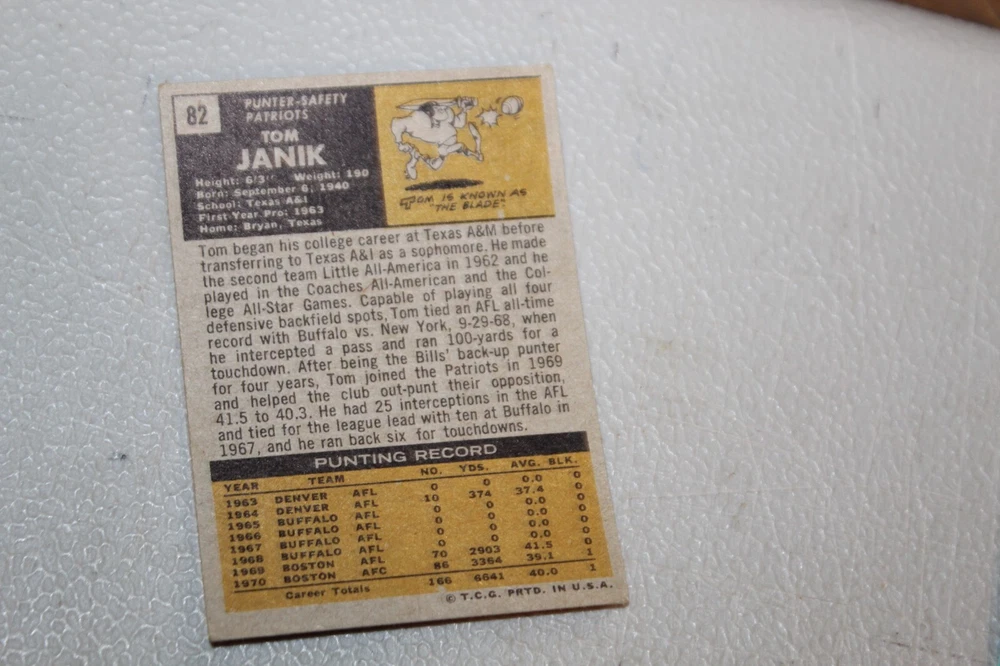 82
PUNTER-SAFETY
PATRIOTS
TOM
JANIK
Height: 6'3" Weight: 190
Born: September 6, 1940
School: Texas A&I
First Year Pro: 1963
Home: Bryan, Texas
TOM IS KNOWN AS
"THE BLADE".
Tom began his college career at Texas A&M before
transferring to Texas A&I as a sophomore. He made
the second team Little All-America in 1962 and he
played in the Coaches All-American and the Col-
lege All-Star Games. Capable of playing all four
defensive backfield spots, Tom tied an AFL all-time
record with Buffalo vs. New York, 9-29-68, when
he intercepted a pass and ran 100-yards for a
touchdown. After being the Bills' back-up punter
for four years, Tom joined the Patriots in 1969
and helped the club out-punt their opposition,
41.5 to 40.3. He had 25 interceptions in the AFL
and tied for the league lead with ten at Buffalo in
1967, and he ran back six for touchdowns.
PUNTING RECORD
YEAR TEAM NO. YDS. AVG. BLK.
1963 DENVER AFL 0 0 0.0 0
1964 DENVER AFL 10 374 37.4 0
1965 BUFFALO AFL 0 0 0.0 0
1966 BUFFALO AFL 0 0 0.0 0
1967 BUFFALO AFL 0 0 0.0 0
1968 BUFFALO AFL 0 0 0.0 0
1969 BOSTON AFL 70 2903 41.5 0
1970 BOSTON AFC 86 3364 39.1 1
Career Totals 166 6641 40.0 1
© T.C.G. PRTD. IN U.S.A.